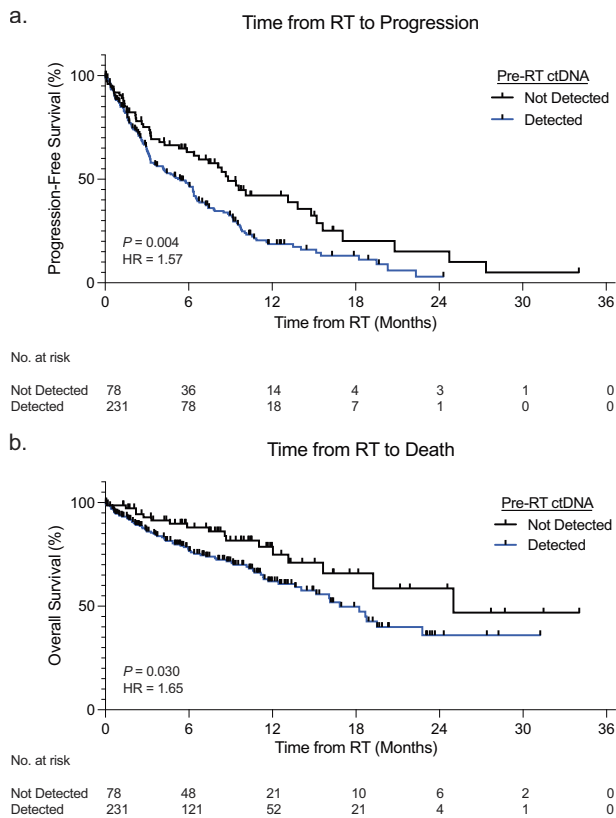 a.
Time from RT to Progression
Progression-Free Survival (%)
100
50
0
Pre-RT ctDNA
Not Detected
Detected
P = 0.004
HR = 1.57
0 6 12 18 24 30 36
Time from RT (Months)
No. at risk
Not Detected 78 36 14 4 3 1 0
Detected 231 78 18 7 1 0 0
b.
Time from RT to Death
Overall Survival (%)
100
50
0
Pre-RT ctDNA
Not Detected
Detected
P = 0.030
HR = 1.65
0 6 12 18 24 30 36
Time from RT (Months)
No. at risk
Not Detected 78 48 21 10 6 2 0
Detected 231 121 52 21 4 1 0